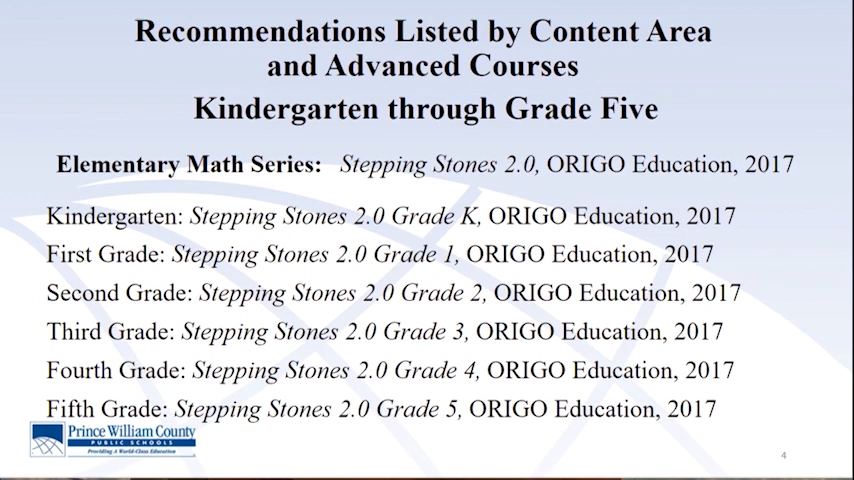 Recommendations Listed by Content Area
and Advanced Courses
Kindergarten through Grade Five
Elementary Math Series: Stepping Stones 2.0, ORIGO Education, 2017
Kindergarten: Stepping Stones 2.0 Grade K, ORIGO Education, 2017
First Grade: Stepping Stones 2.0 Grade 1, ORIGO Education, 2017
Second Grade: Stepping Stones 2.0 Grade 2, ORIGO Education, 2017
Third Grade: Stepping Stones 2.0 Grade 3, ORIGO Education, 2017
Fourth Grade: Stepping Stones 2.0 Grade 4, ORIGO Education, 2017
Fifth Grade: Stepping Stones 2.0 Grade 5, ORIGO Education, 2017
Prince William County
PUBLIC SCHOOLS
Providing A World-Class Education
4